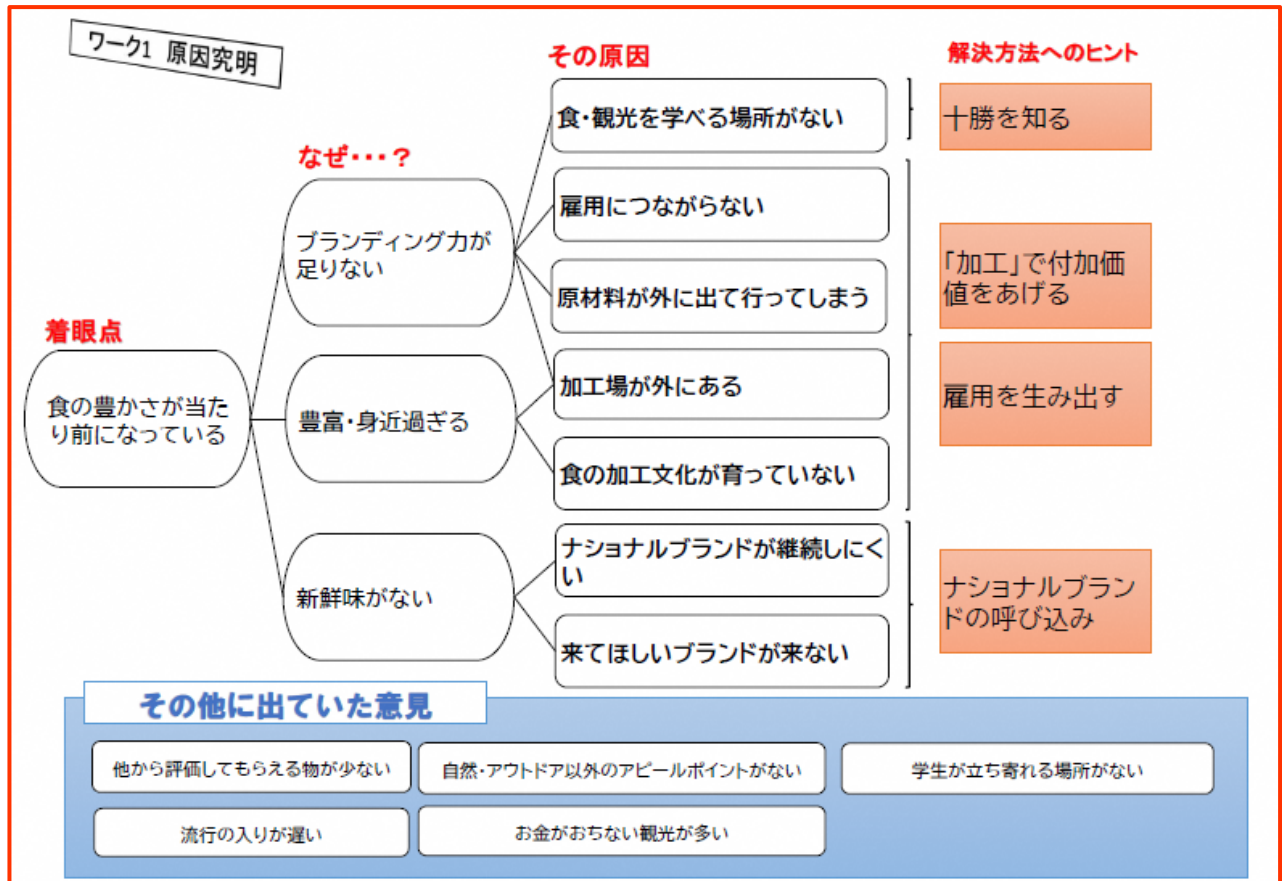 ワーク1 原因究明
その原因
解決方法へのヒント
食・観光を学べる場所がない
十勝を知る
なぜ・・・?
雇用につながらない
ブランディング力が
足りない
「加工」で付加価
値をあげる
原材料が外に出て行ってしまう
着眼点
加工場が外にある
雇用を生み出す
食の豊かさが当た
り前になっている
豊富・身近過ぎる
食の加工文化が育っていない
ナショナルブランドが継続しにく
い
ナショナルブラン
ドの呼び込み
新鮮味がない
来てほしいブランドが来ない
その他に出ていた意見
他から評価してもらえる物が少ない
自然・アウトドア以外のアピールポイントがない
学生が立ち寄れる場所がない
流行の入りが遅い
お金がおちない観光が多い